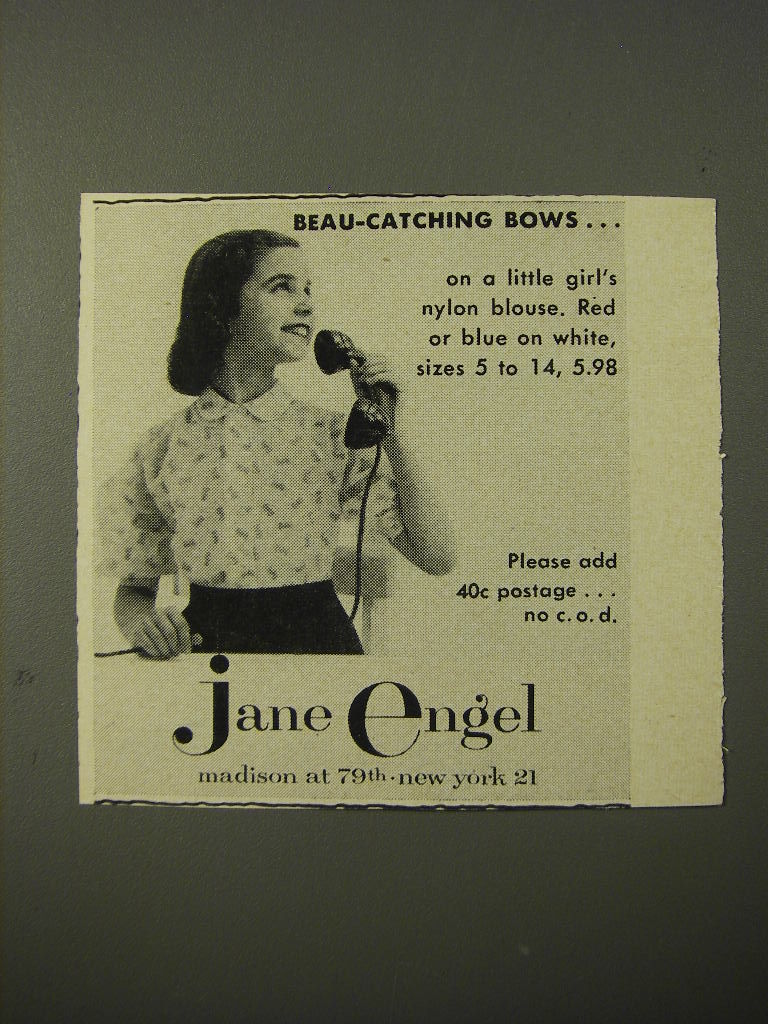 BEAU-CATCHING BOWS...
on a little girl's
nylon blouse. Red
or blue on white,
sizes 5 to 14, 5.98
Please add
40c postage...
no c.o.d.
jane engel
madison at 79th·new york 21